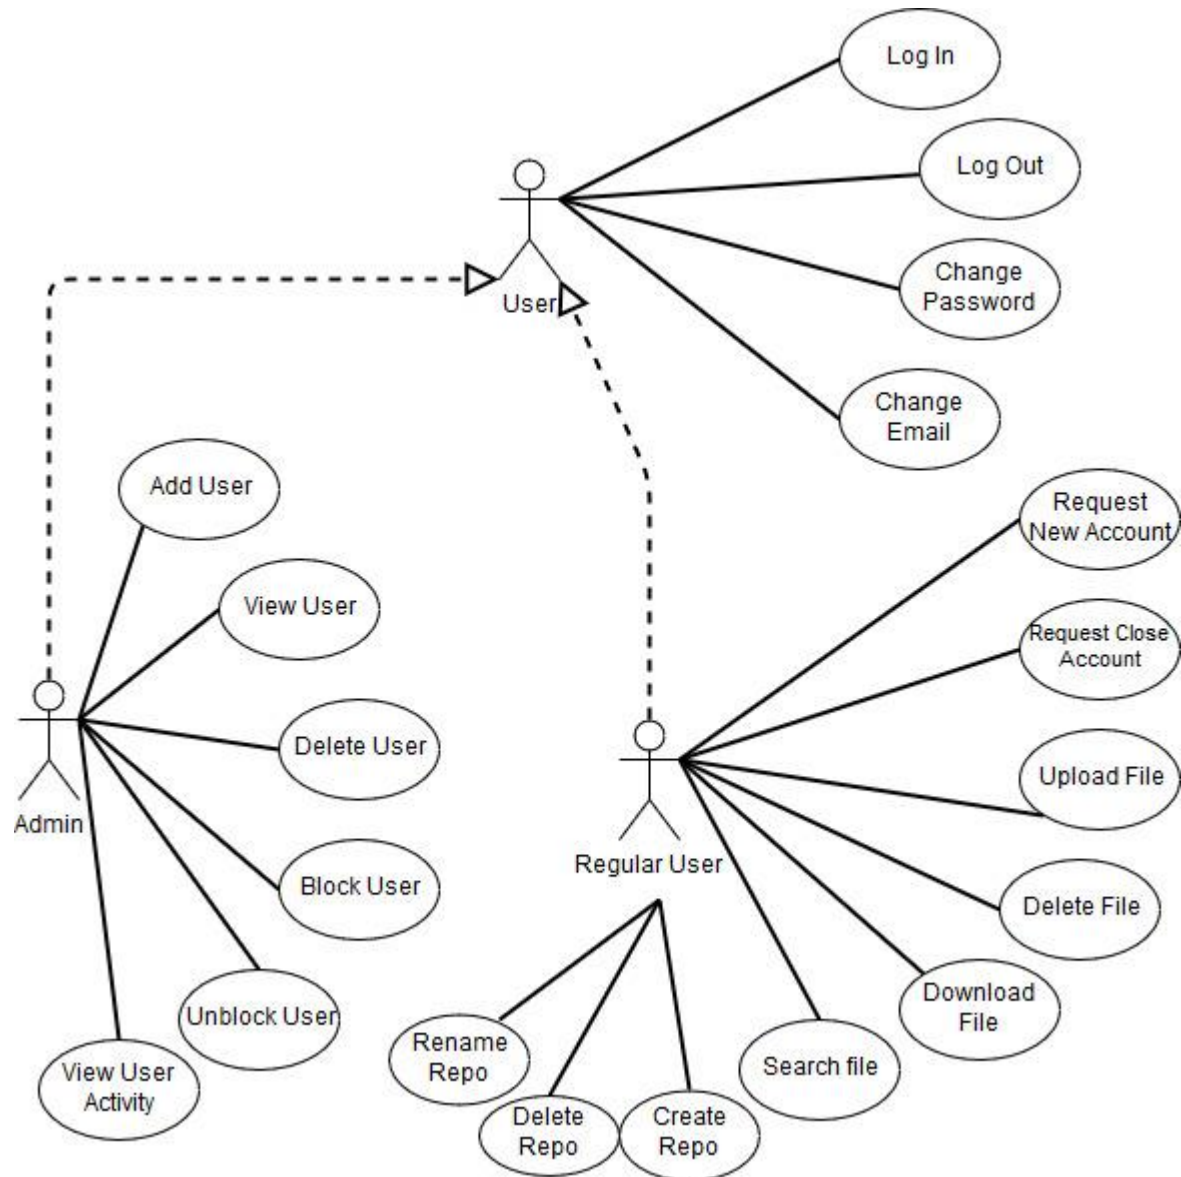 Log In
Log Out
User
Change
Password
Change
Email
Add User
View User
Delete User
Admin
Block User
Unblock User
View User
Activity
Request
New Account
Request Close
Account
Upload File
Regular User
Delete File
Download
File
Search file
Rename
Repo
Delete
Repo
Create
Repo